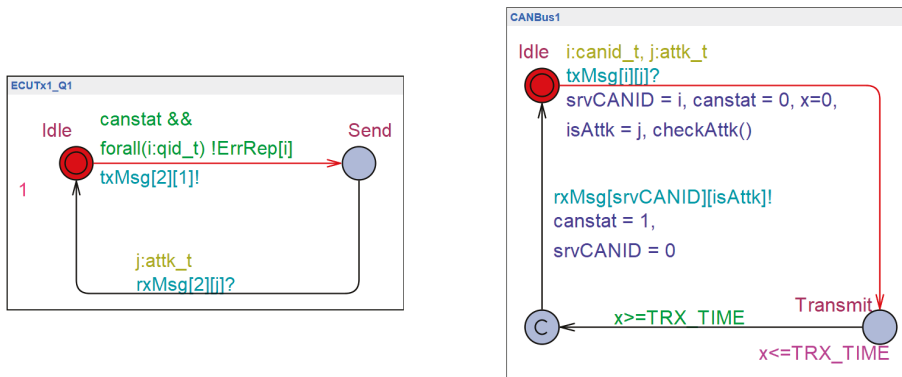 ECUTx1_Q1
Idle
canstat &&
Send
forall(i:qid_t) !ErrRep[i]
txMsg[2][1]!
1
j:attk_t
rxMsg[2][j]?
CANBus1
Idle
i:canid_t, j:attk_t
txMsg[i][j]?
srvCANID = i, canstat = 0, x=0,
isAttk = j, checkAttk()
rxMsg[srvCANID][isAttk]!
canstat = 1,
srvCANID = 0
Transmit
x>=TRX_TIME
C
x<=TRX_TIME